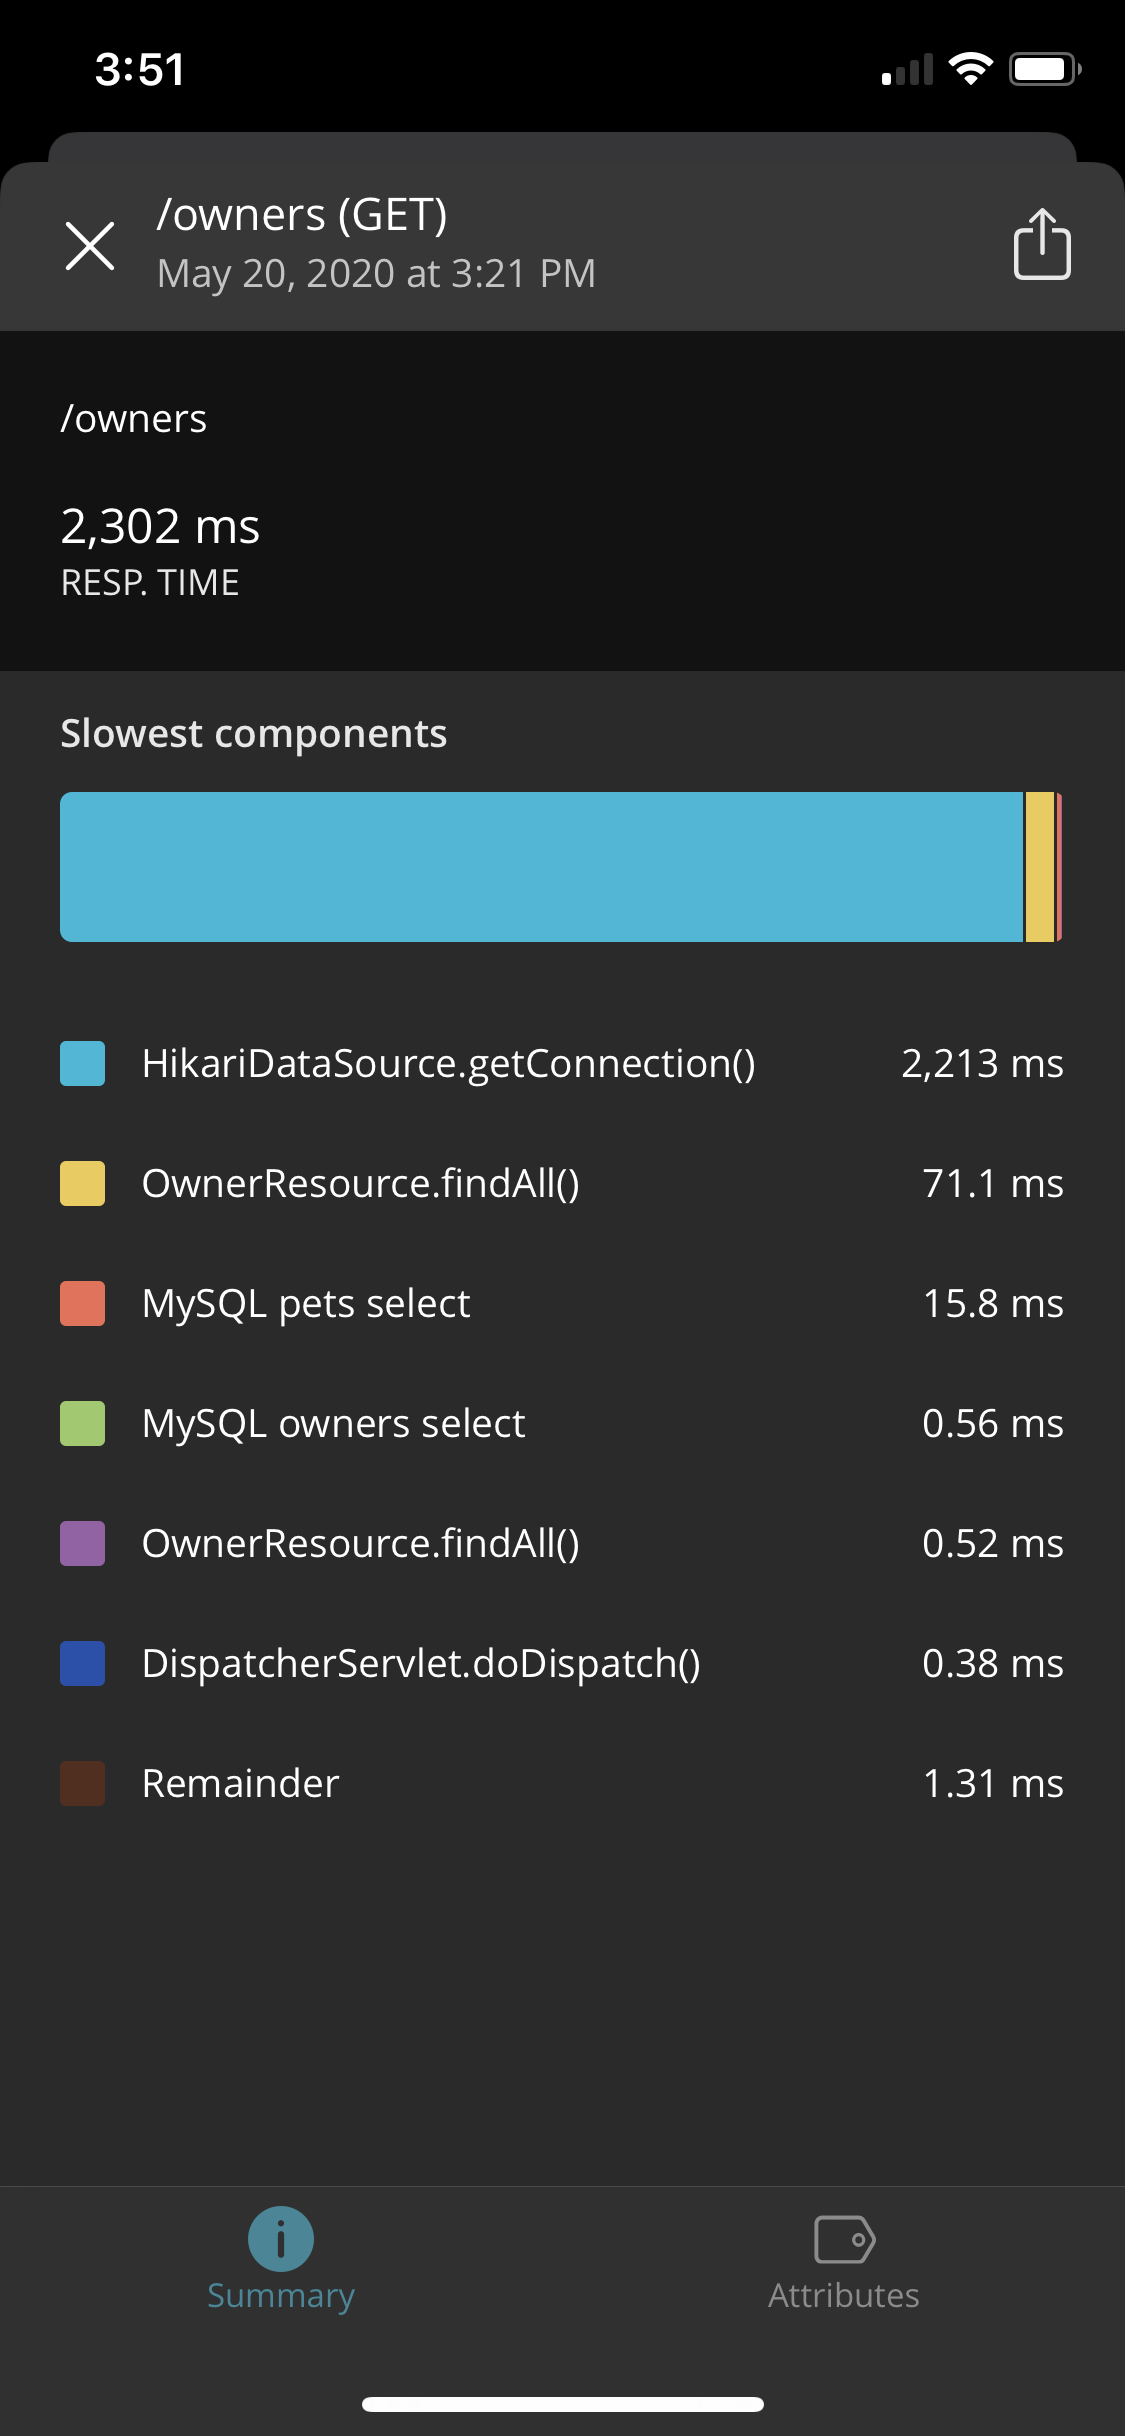 3:51
/owners (GET)
May 20, 2020 at 3:21 PM
/owners
2,302 ms
RESP. TIME
Slowest components
HikariDataSource.getConnection() 2,213 ms
OwnerResource.findAll() 71.1 ms
MySQL pets select 15.8 ms
MySQL owners select 0.56 ms
OwnerResource.findAll() 0.52 ms
DispatcherServlet.doDispatch() 0.38 ms
Remainder 1.31 ms
Summary Attributes